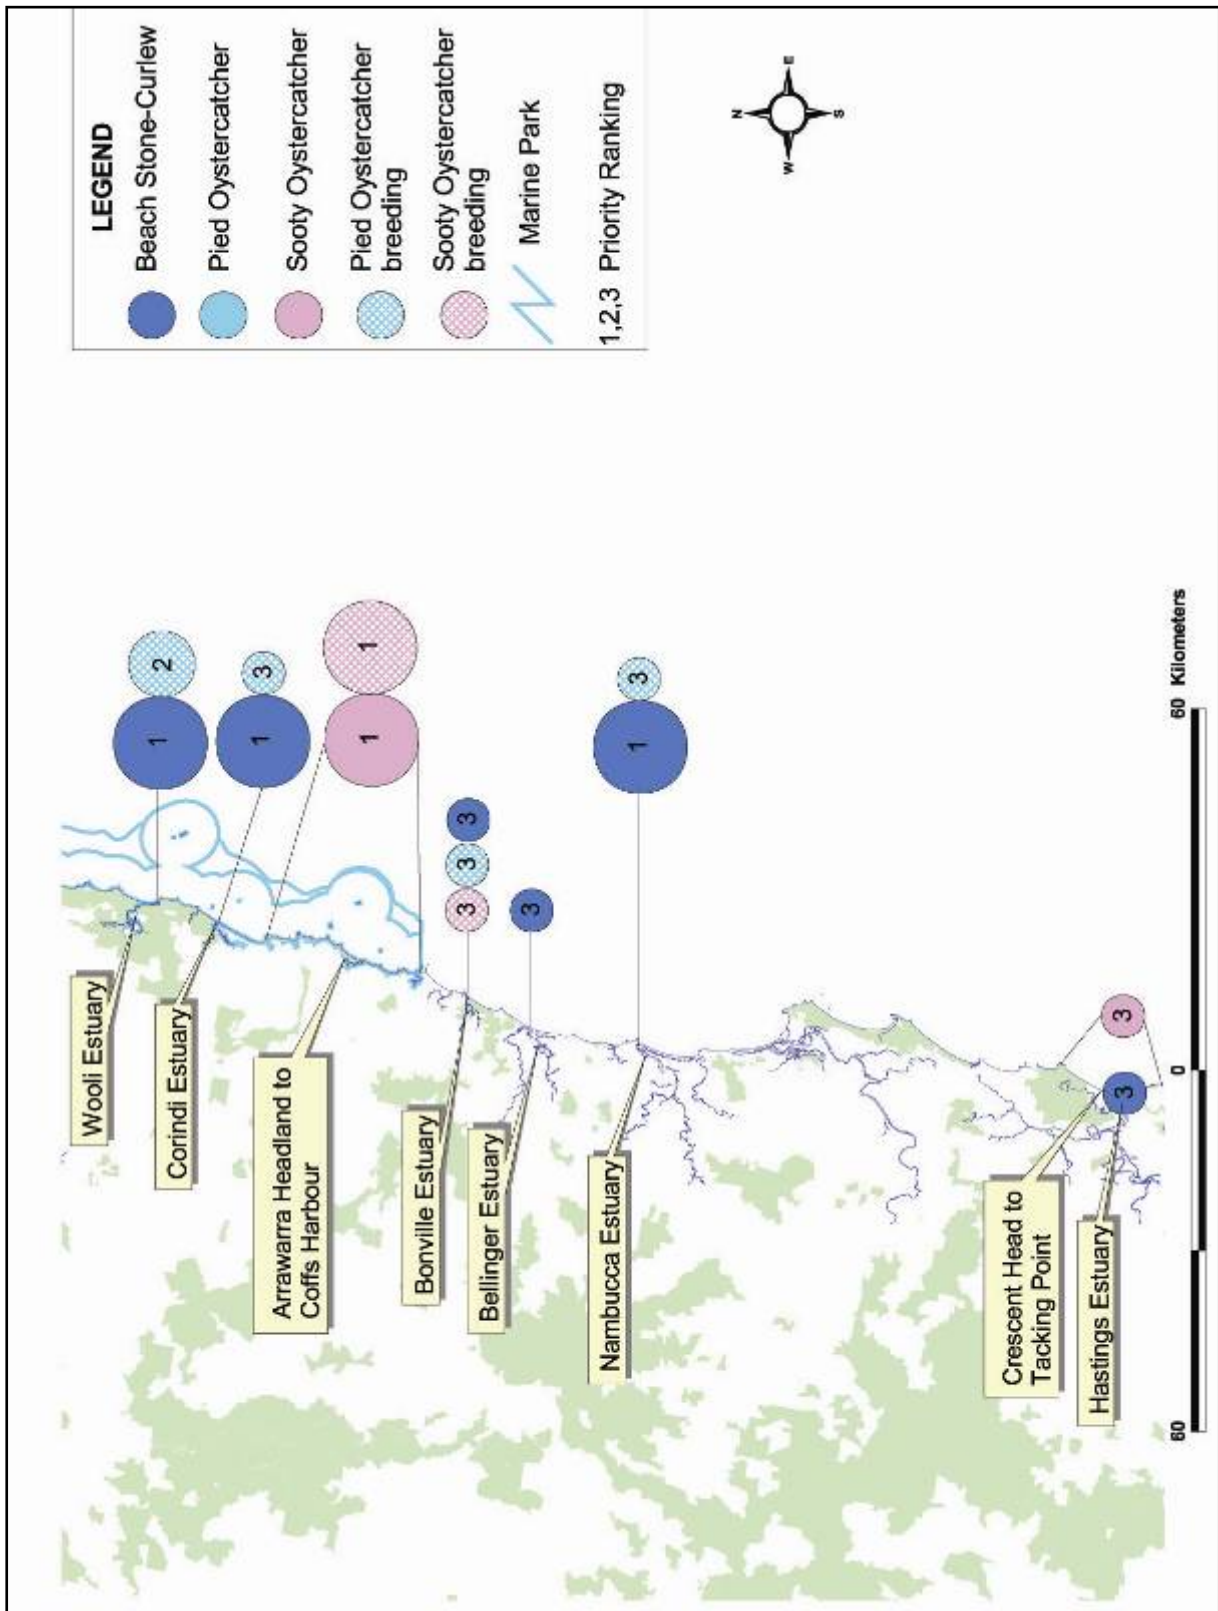 LEGEND
Beach Stone-Curlew
Pied Oystercatcher
Sooty Oystercatcher
Pied Oystercatcher
breeding
Sooty Oystercatcher
breeding
Marine Park
1,2,3 Priority Ranking
N
E
S
W
Wooli Estuary
1
2
Corindi Estuary
1
3
Arrawarra Headland to
Coffs Harbour
1
1
Bonville Estuary
3
3
3
Bellinger Estuary
3
Nambucca Estuary
1
3
Crescent Head to
Tacking Point
3
Hastings Estuary
3
60
0
60 Kilometers